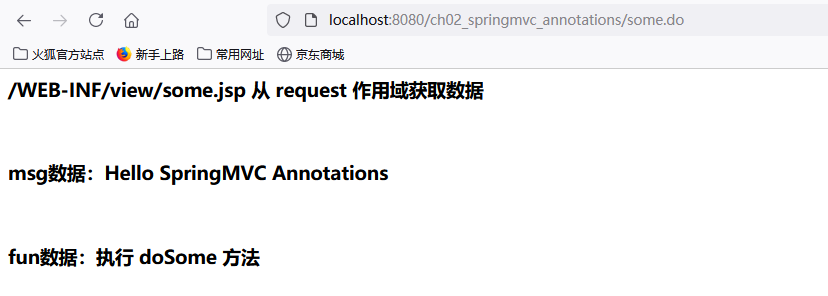 localhost:8080/ch02_springmvc_annotations/some.do
火狐官方站点 新手上路 常用网址 京东商城
/WEB-INF/view/some.jsp 从 request 作用域获取数据
msg数据：Hello SpringMVC Annotations
fun数据：执行 doSome 方法